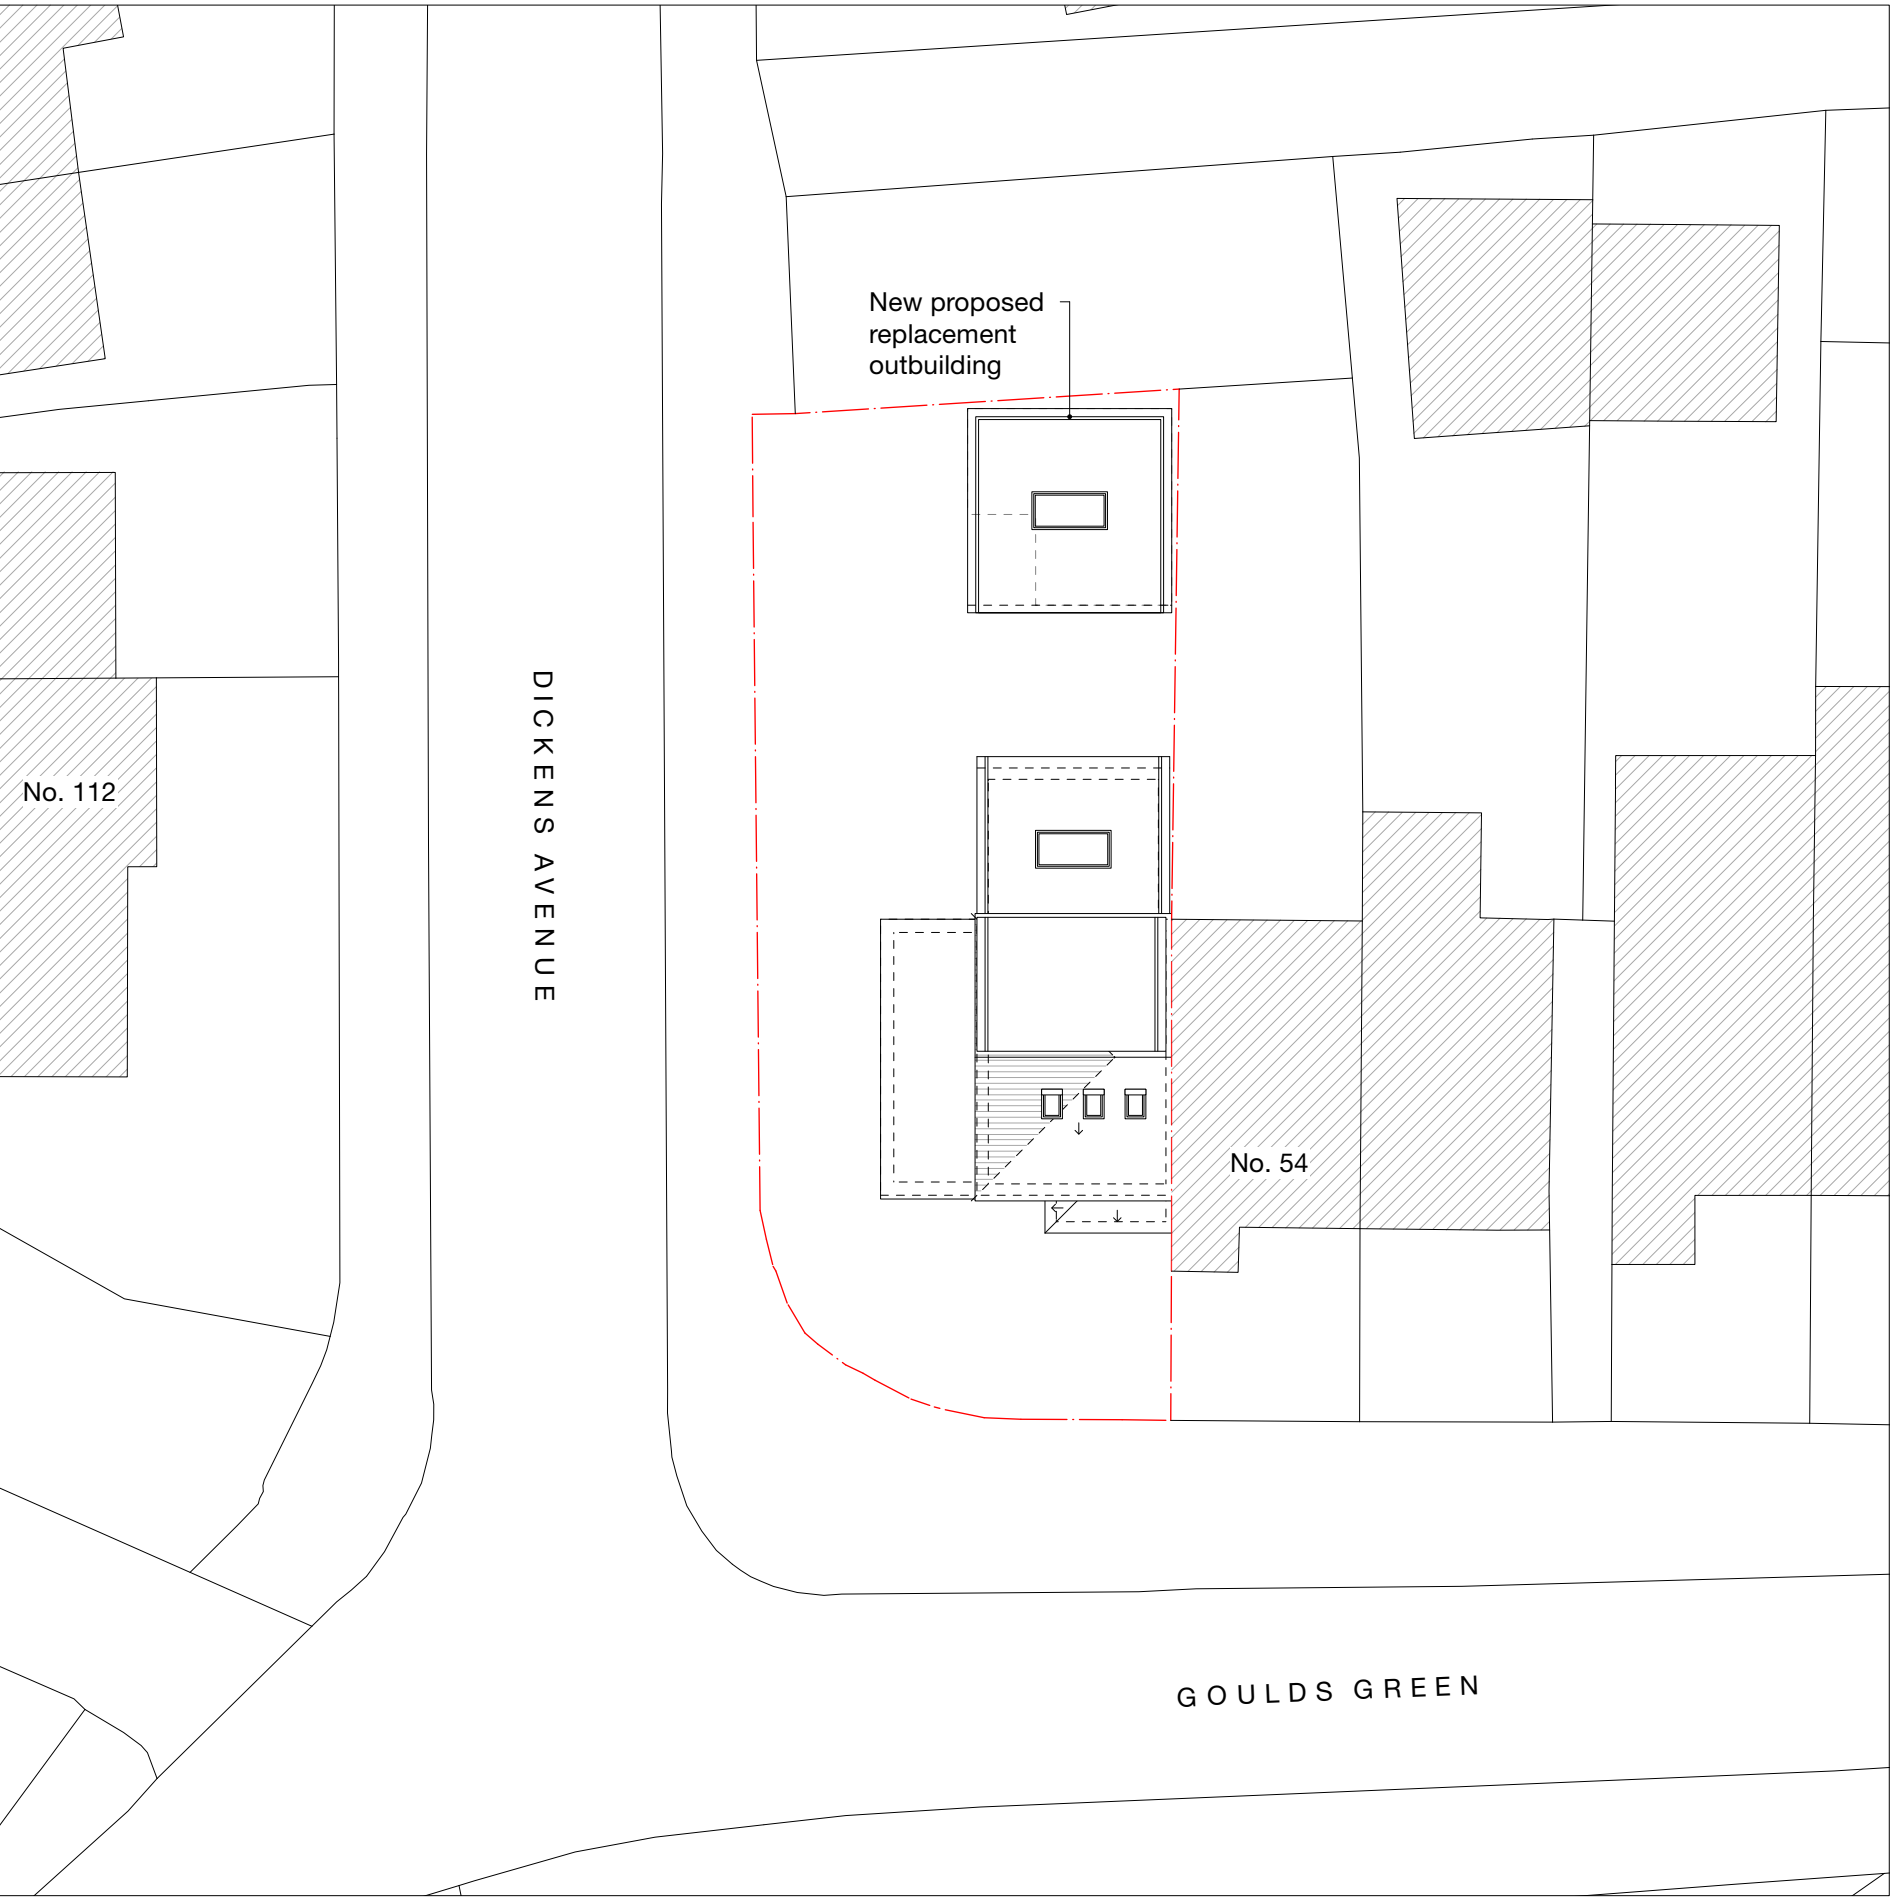 New proposed
replacement
outbuilding
DICKENS AVENUE
No. 112
No. 54
GOULDS GREEN